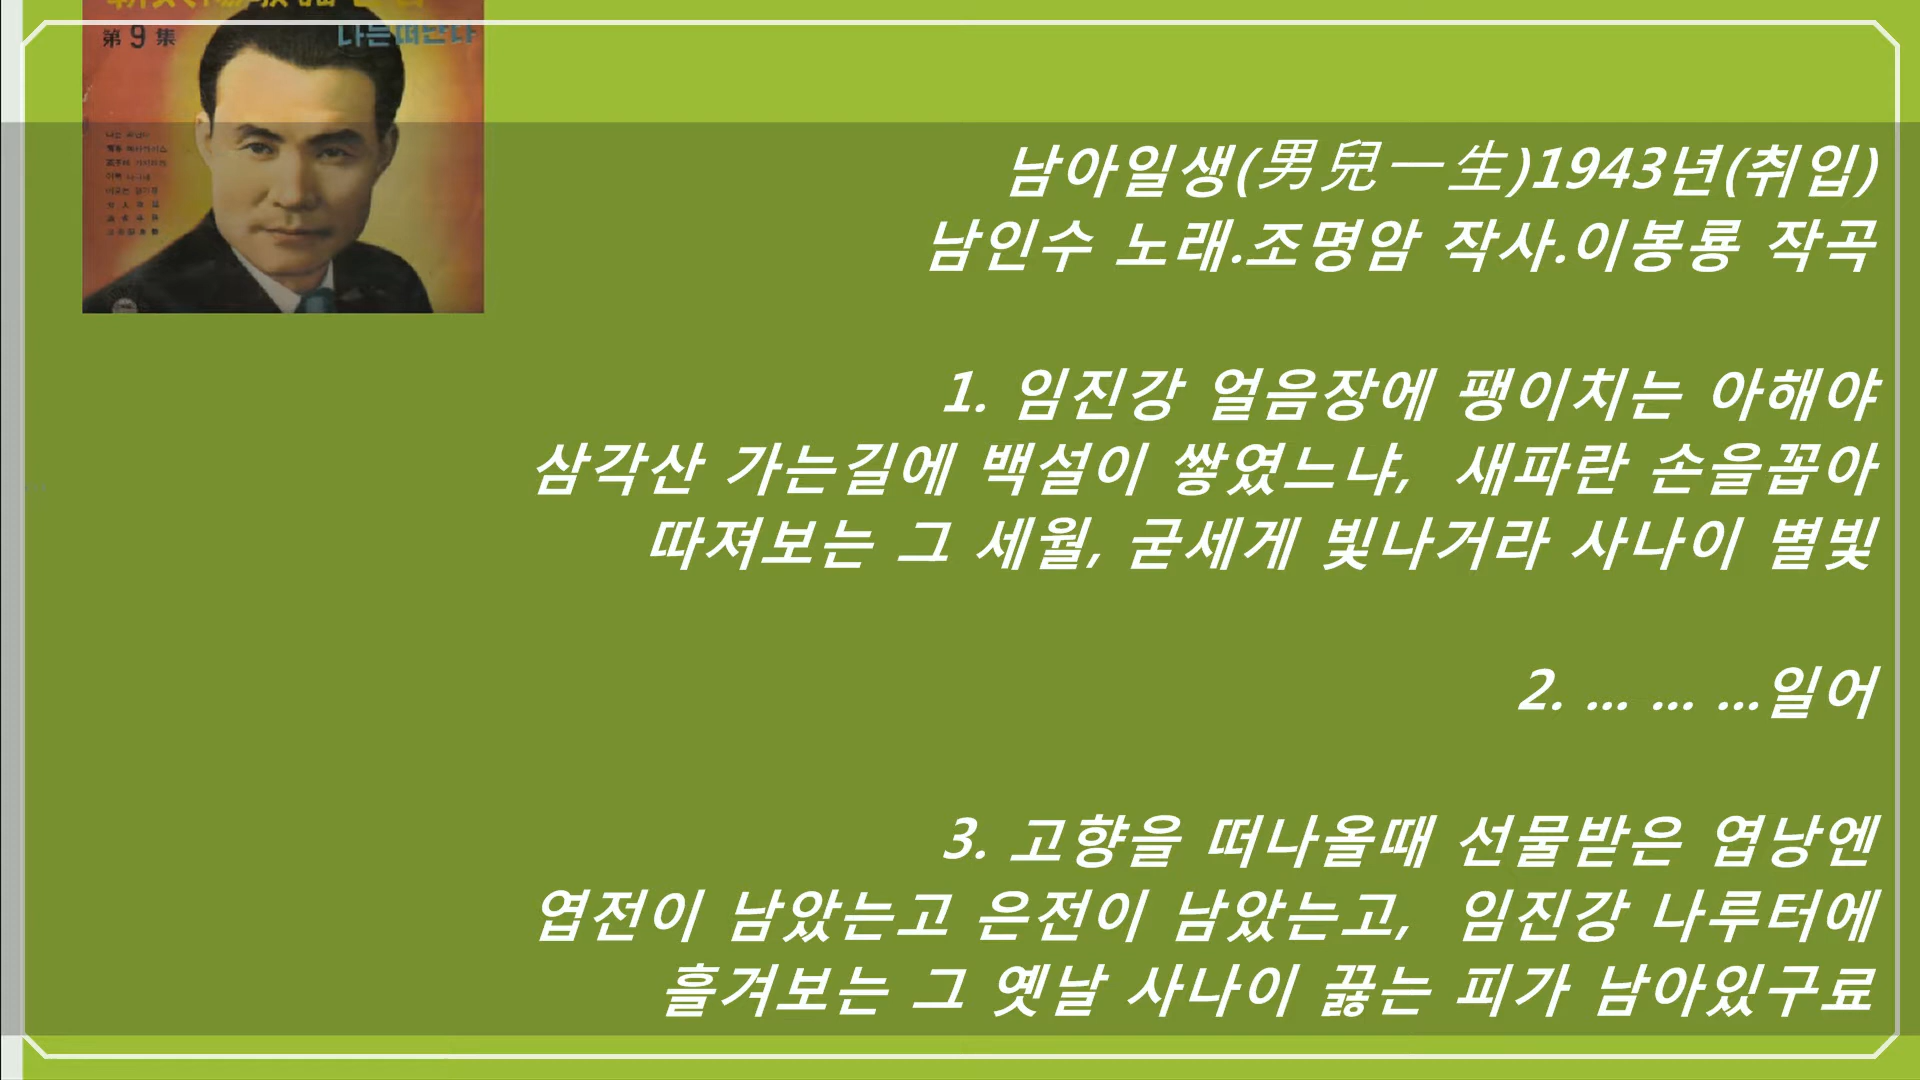 第 9 集
나는 떠난다
남아일생(男兒一生)1943년(취입)
남인수 노래.조명암 작사.이봉룡 작곡
1. 임진강 얼음장에 팽이치는 아해야
삼각산 가는길에 백설이 쌓였느냐,  새파란 손을꼽아
따져보는 그 세월, 굳세게 빛나거라 사나이 별빛
2. ... ... ...일어
3. 고향을 떠나올때 선물받은 엽낭엔
엽전이 남았는고 은전이 남았는고,  임진강 나루터에
흘겨보는 그 옛날 사나이 끓는 피가 남아있구료